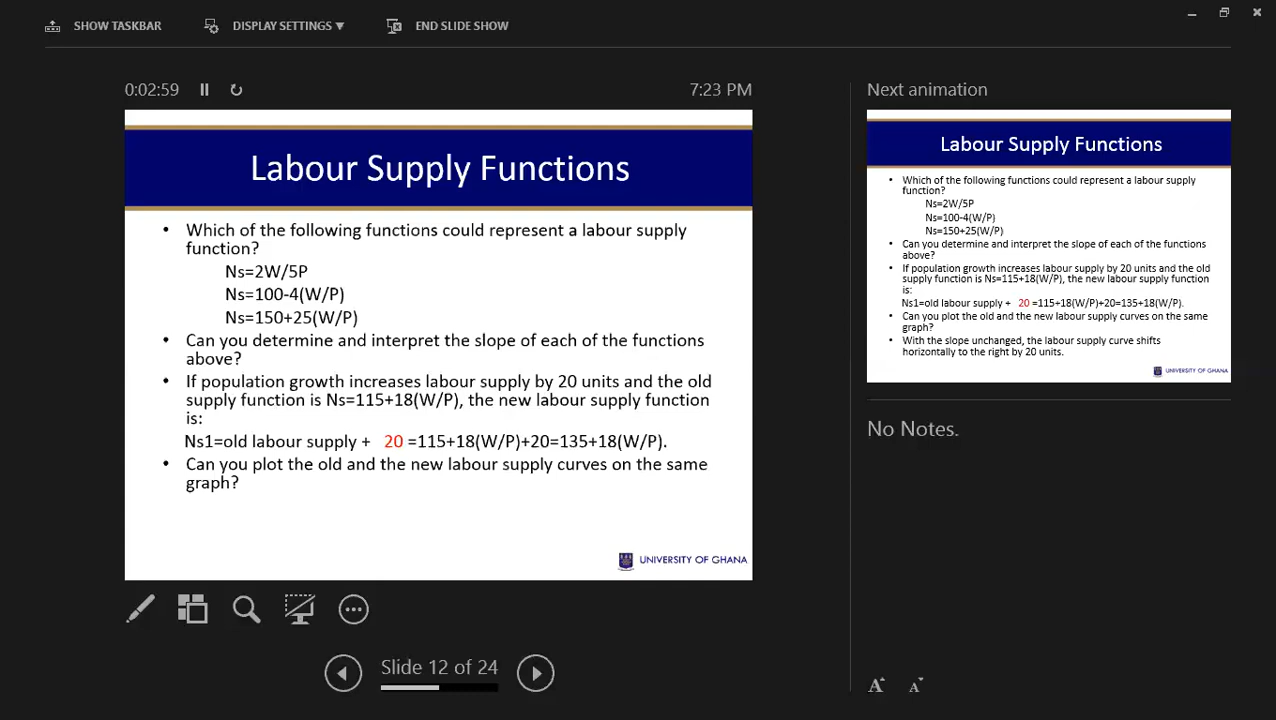 SHOW TASKBAR DISPLAY SETTINGS ▼ END SLIDE SHOW
0:02:59 7:23 PM
Labour Supply Functions
• Which of the following functions could represent a labour supply
function?
Ns=2W/5P
Ns=100-4(W/P)
Ns=150+25(W/P)
• Can you determine and interpret the slope of each of the functions
above?
• If population growth increases labour supply by 20 units and the old
supply function is Ns=115+18(W/P), the new labour supply function
is:
Ns1=old labour supply + 20 =115+18(W/P)+20=135+18(W/P).
• Can you plot the old and the new labour supply curves on the same
graph?
UNIVERSITY OF GHANA
Slide 12 of 24
Next animation
Labour Supply Functions
• Which of the following functions could represent a labour supply
function?
Ns=2W/5P
Ns=100-4(W/P)
Ns=150+25(W/P)
• Can you determine and interpret the slope of each of the functions
above?
• If population growth increases labour supply by 20 units and the old
supply function is Ns=115+18(W/P), the new labour supply function
is:
Ns1=old labour supply + 20 =115+18(W/P)+20=135+18(W/P).
• Can you plot the old and the new labour supply curves on the same
graph?
• With the slope unchanged, the labour supply curve shifts
horizontally to the right by 20 units.
UNIVERSITY OF GHANA
No Notes.
A A